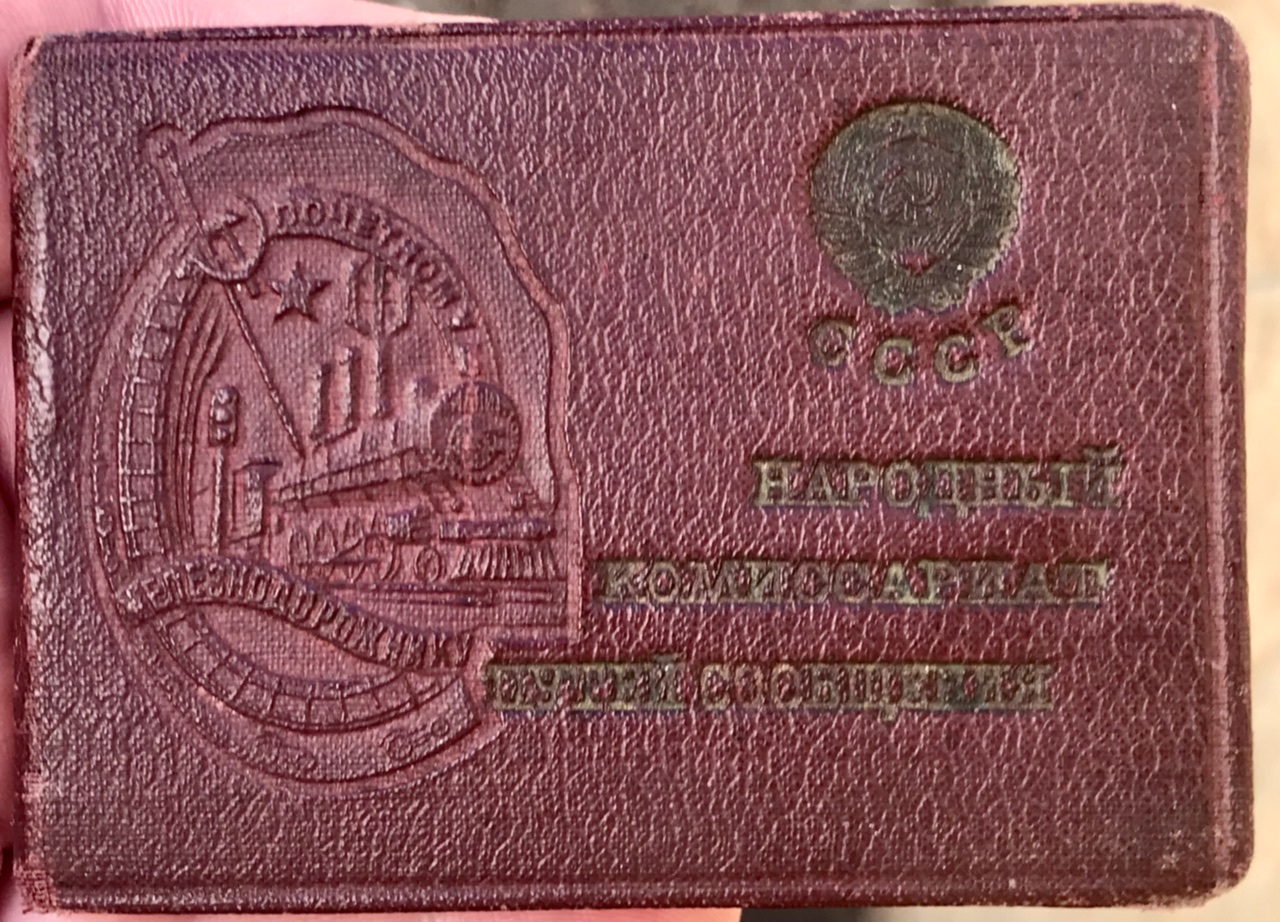 ПОЧЕТНОМУ
ЖЕЛЕЗНОДОРОЖНИКУ
СССР
НАРОДНЫЙ
КОМИССАРИАТ
ПУТЕЙ СООБЩЕНИЯ